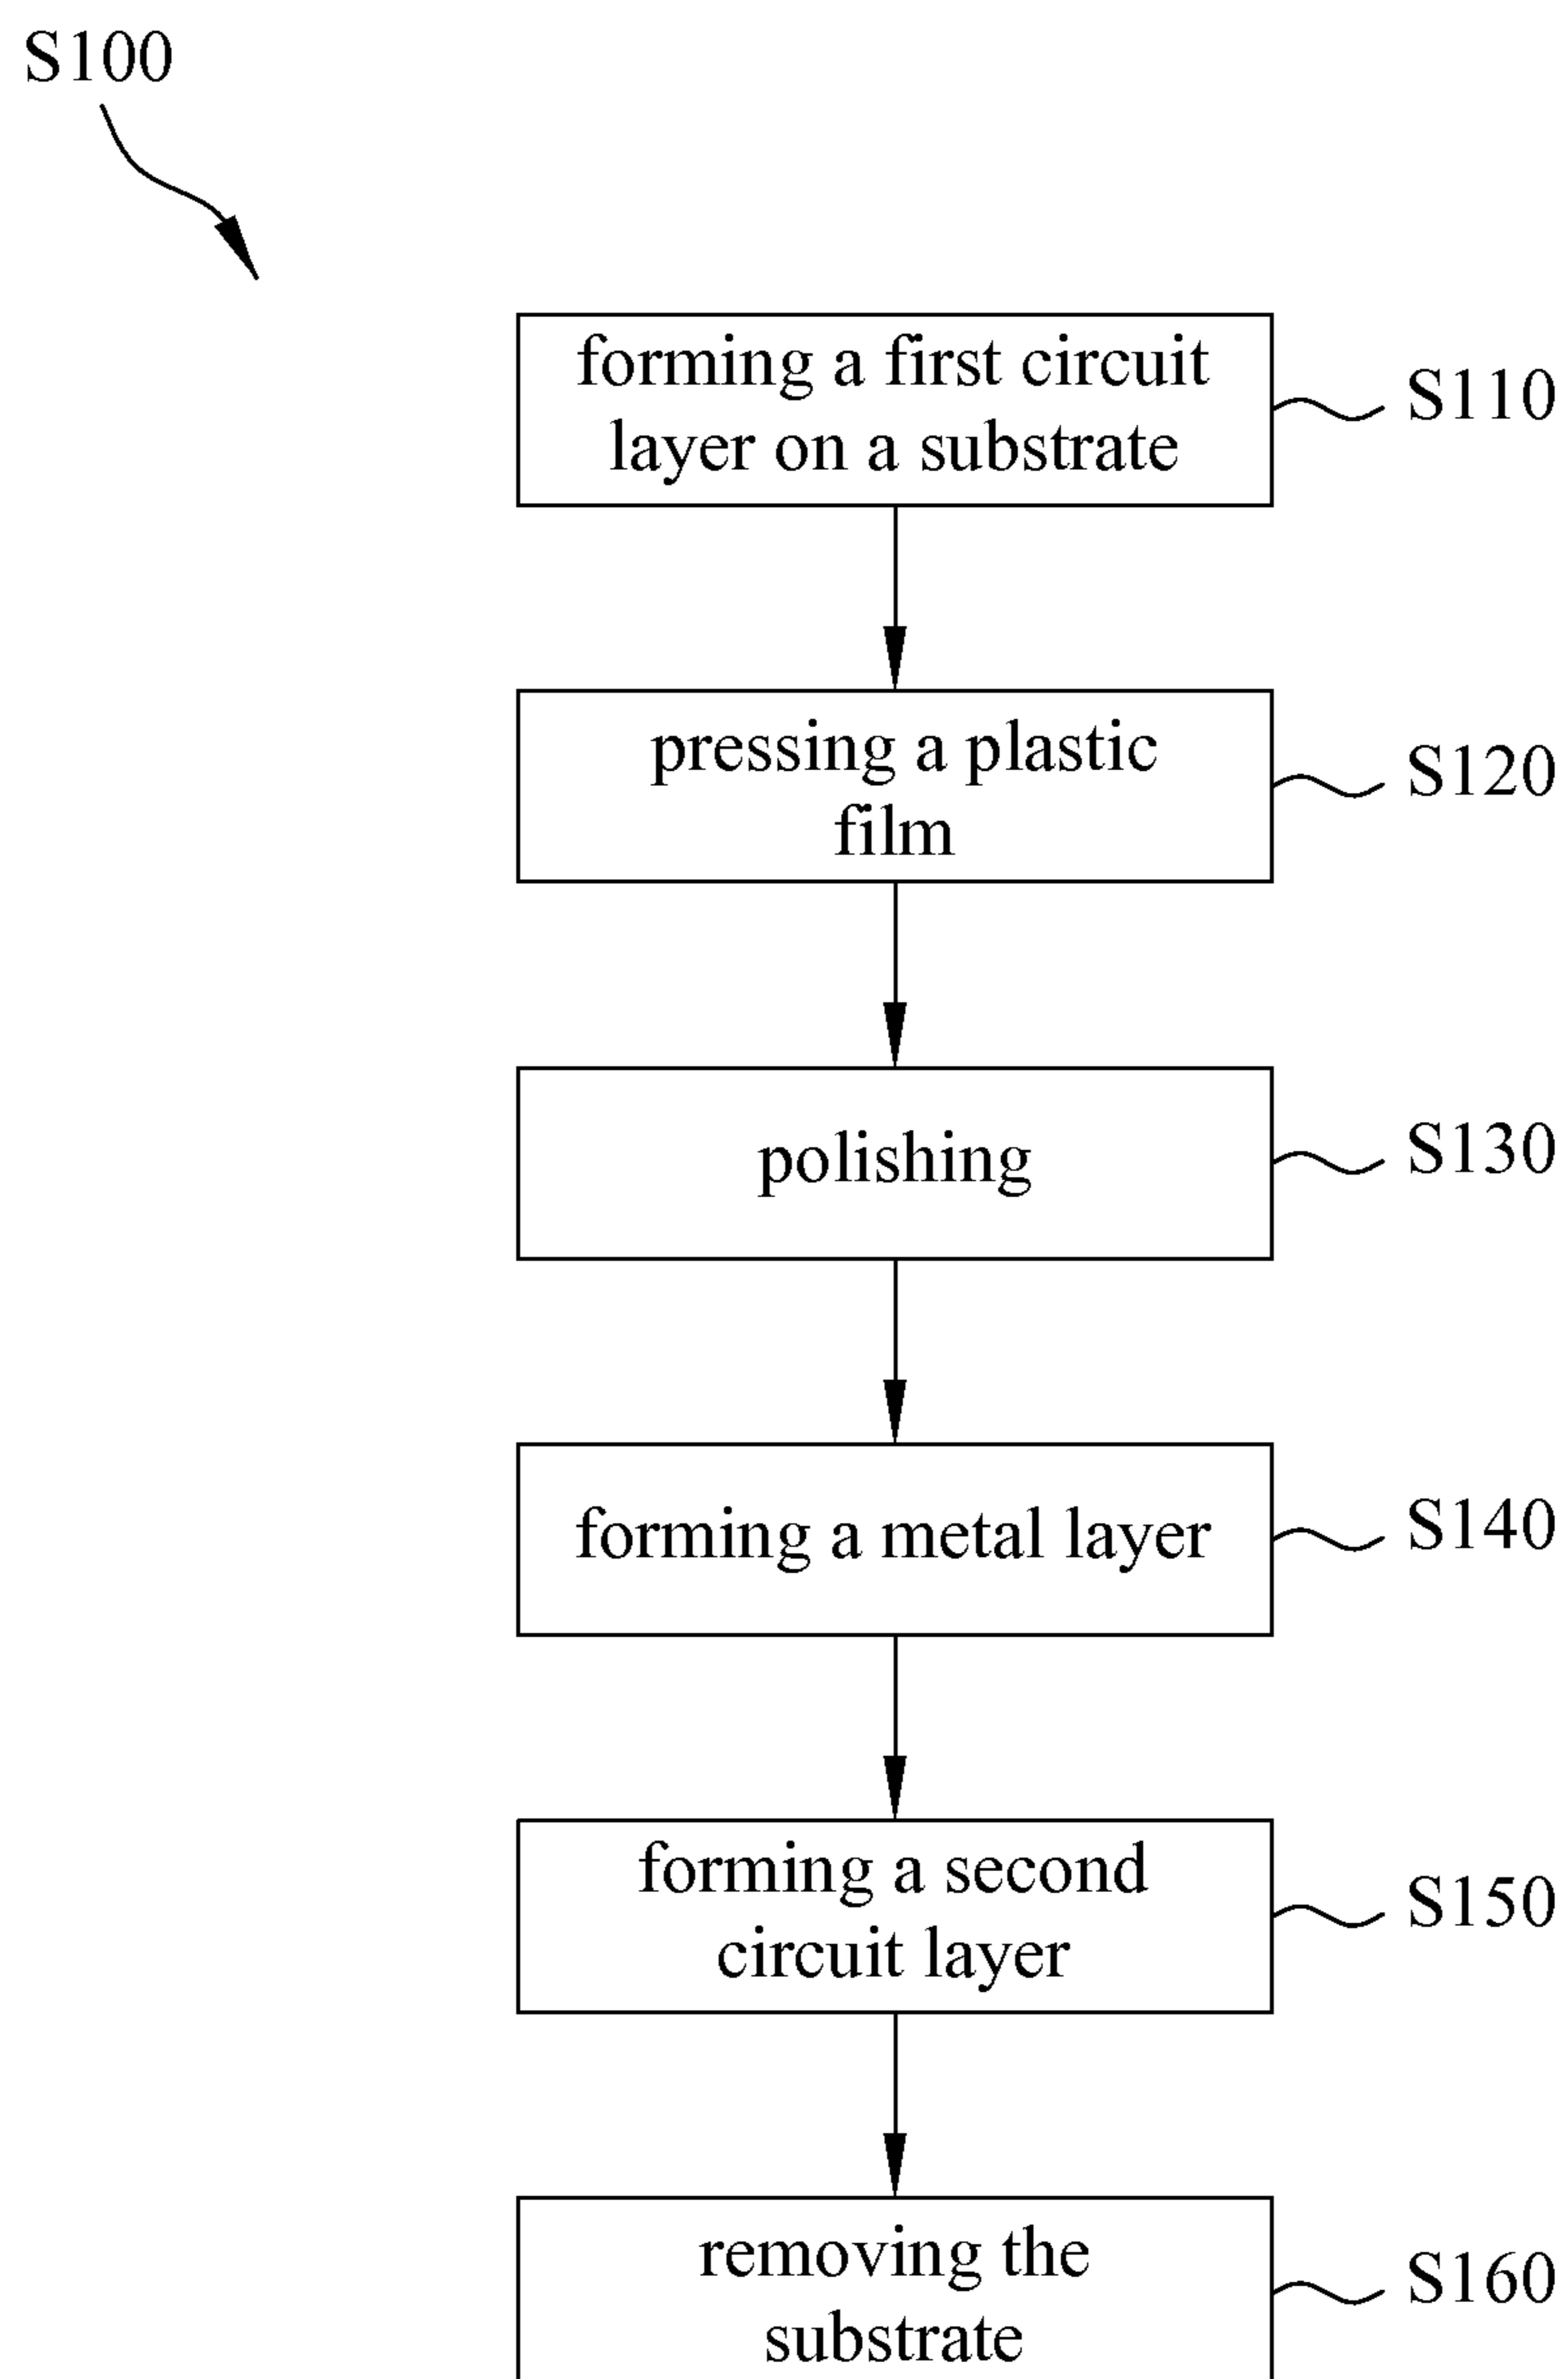 S100
forming a first circuit
layer on a substrate
S110
pressing a plastic
film
S120
polishing
S130
forming a metal layer
S140
forming a second
circuit layer
S150
removing the
substrate
S160